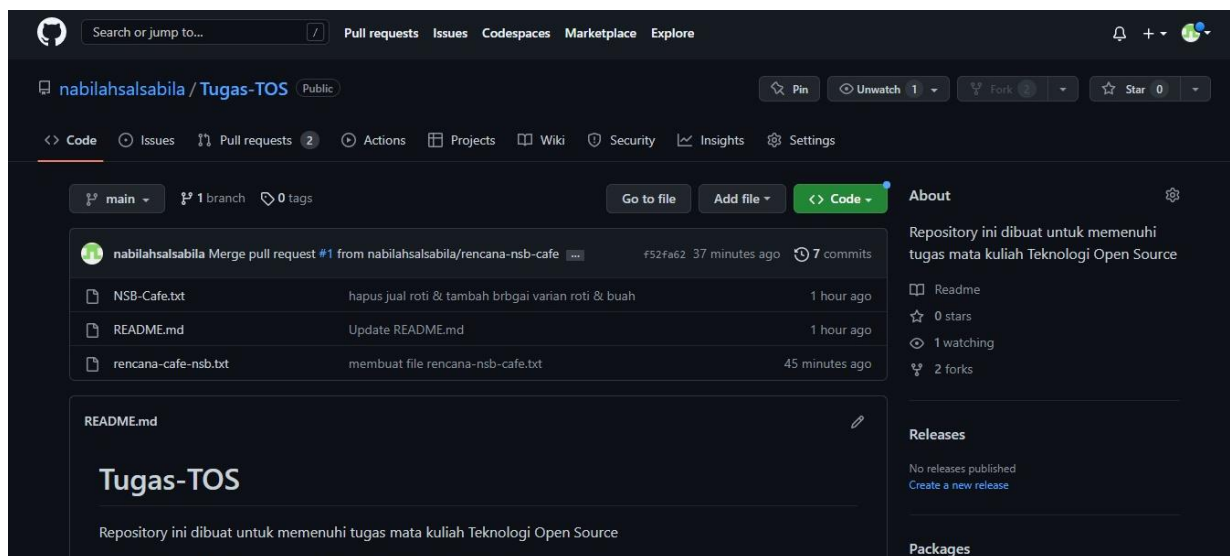 Search or jump to... / Pull requests Issues Codespaces Marketplace Explore
nabilahsalsabila / Tugas-TOS Public Pin Unwatch 1 Fork 2 Star 0
<> Code Issues Pull requests 2 Actions Projects Wiki Security Insights Settings
main 1 branch 0 tags Go to file Add file <> Code
nabilahsalsabila Merge pull request #1 from nabilahsalsabila/rencana-nsb-cafe ... f52fa62 37 minutes ago 7 commits
NSB-Cafe.txt hapus jual roti & tambah brbgai varian roti & buah 1 hour ago
README.md Update README.md 1 hour ago
rencana-cafe-nsb.txt membuat file rencana-nsb-cafe.txt 45 minutes ago
README.md
Tugas-TOS
Repository ini dibuat untuk memenuhi tugas mata kuliah Teknologi Open Source
About
Repository ini dibuat untuk memenuhi
tugas mata kuliah Teknologi Open Source
Readme
0 stars
1 watching
2 forks
Releases
No releases published
Create a new release
Packages